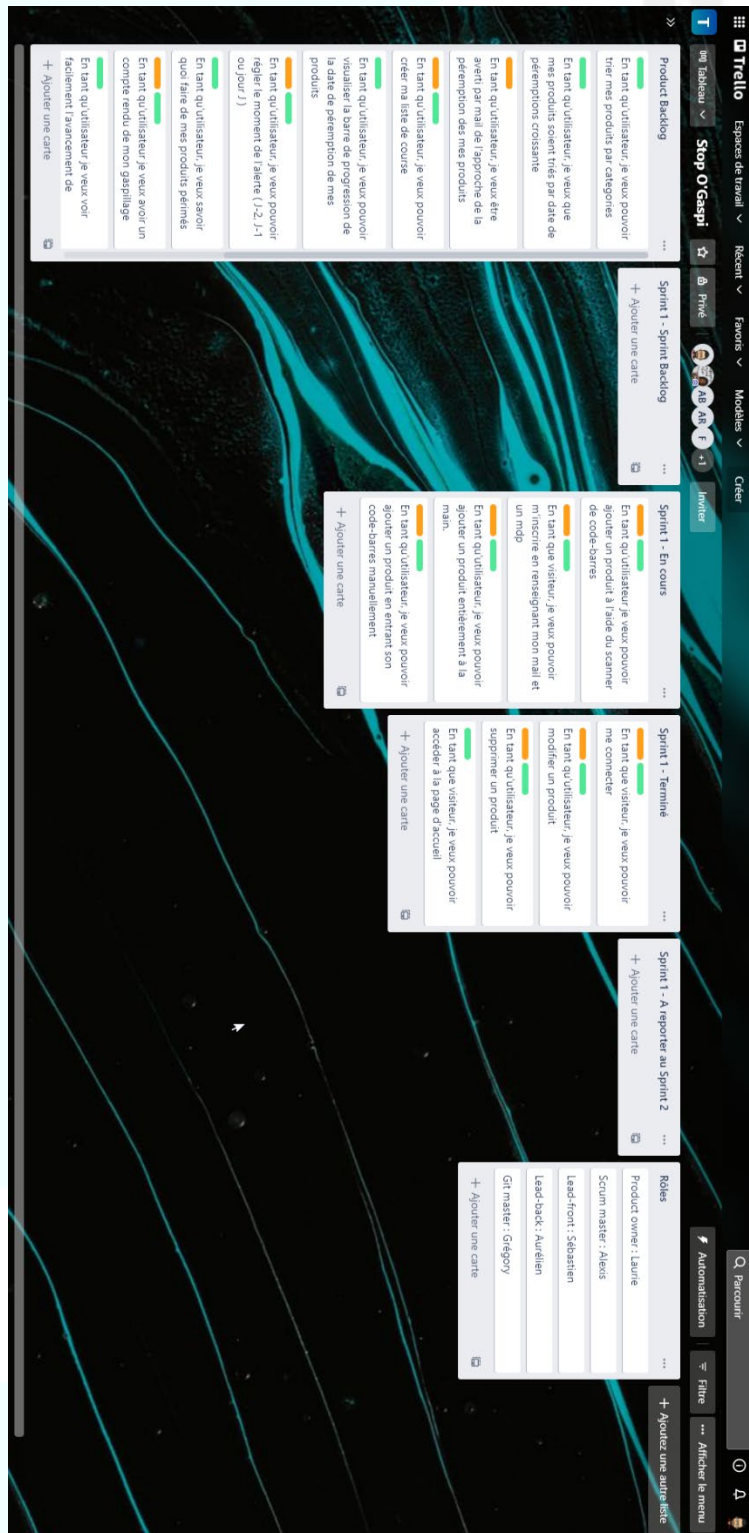 Trello
Espaces de travail
Récent
Favoris
Modèles
Créer
Parcourir
T
Tableau
Stop O'Gaspi
Privé
AB
AR
F
+1
Inviter
Automatisation
Filtre
Afficher le menu
Product Backlog
En tant qu'utilisateur, je veux pouvoir
trier mes produits par categories
En tant qu'utilisateur, je veux que
mes produits soient triés par date de
péremptions croissante
En tant qu'utilisateur, je veux être
averti par mail de l'approche de la
péremption des mes produits
En tant qu'utilisateur, je veux pouvoir
créer ma liste de course
En tant qu'utilisateur, je veux pouvoir
visualiser la barre de progression de
la date de péremption de mes
produits
En tant qu'utilisateur, je veux pouvoir
régler le moment de l'alerte ( J-2, J-1
ou jour J )
En tant qu'utilisateur, je veux savoir
quoi faire de mes produits périmés
En tant qu'utilisateur je veux avoir un
compte rendu de mon gaspillage
En tant qu'utilisateur je veux voir
facilement l'avancement de
+ Ajouter une carte
Sprint 1 - Sprint Backlog
+ Ajouter une carte
Sprint 1 - En cours
En tant qu'utilisateur je veux pouvoir
ajouter un produit à l'aide du scanner
de code-barres
En tant que visiteur, je veux pouvoir
m'inscrire en renseignant mon mail et
un mdp
En tant qu'utilisateur, je veux pouvoir
ajouter un produit entièrement à la
main.
En tant qu'utilisateur, je veux pouvoir
ajouter un produit en entrant son
code-barres manuellement
+ Ajouter une carte
Sprint 1 - Terminé
En tant que visiteur, je veux pouvoir
me connecter
En tant qu'utilisateur, je veux pouvoir
modifier un produit
En tant qu'utilisateur, je veux pouvoir
supprimer un produit
En tant que visiteur, je veux pouvoir
accéder à la page d'accueil
+ Ajouter une carte
Sprint 1 - A reporter au Sprint 2
+ Ajouter une carte
Rôles
Product owner : Laurie
Scrum master : Alexis
Lead-front : Sébastien
Lead-back : Aurélien
Git master : Grégory
+ Ajouter une carte
+ Ajoutez une autre liste